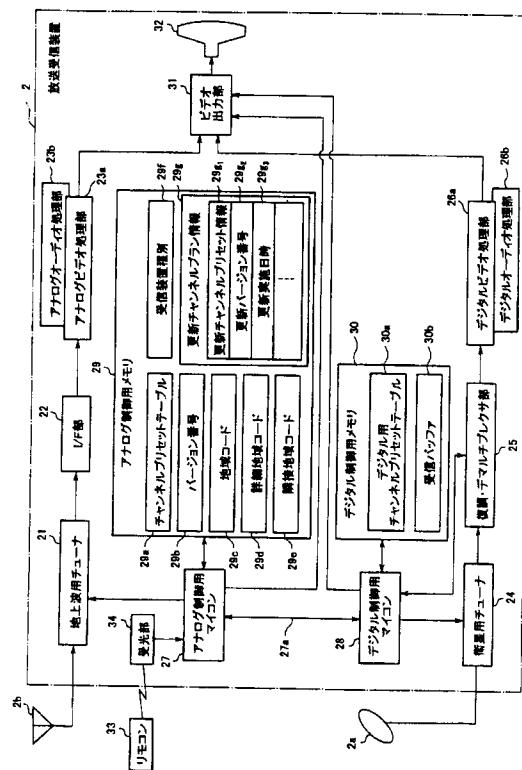 放送受信装置
2
2b
21
地上波用チューナ
22
I/F部
23b
アナログオーディオ処理部
23a
アナログビデオ処理部
31
ビデオ
出力部
32
33
リモコン
34
受光部
27
アナログ制御用
マイコン
27a
29
アナログ制御用メモリ
29a
チャンネルプリセットテーブル
29b
バージョン番号
29c
地域コード
29d
詳細地域コード
29e
隣接地域コード
29f
受信装置種別
29g
更新チャンネルプラン情報
29g1
更新チャンネルプリセット情報
29g2
更新バージョン番号
29g3
更新実施日時
28
デジタル制御用
マイコン
30
デジタル制御用メモリ
30a
デジタル用
チャンネルプリセットテーブル
30b
受信バッファ
2a
24
衛星用チューナ
25
復調・デマルチプレクサ部
26a
デジタルビデオ処理部
26b
デジタルオーディオ処理部